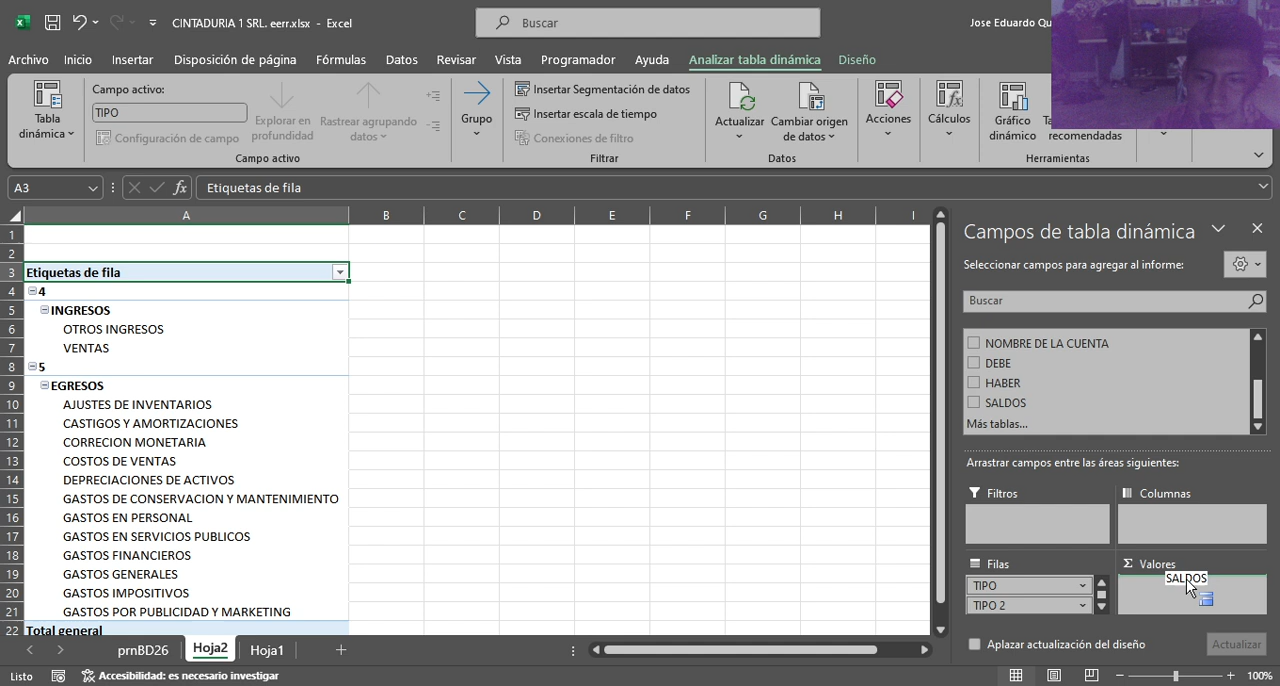 CINTADURIA 1 SRL. eerr.xlsx - Excel
Buscar
Jose Eduardo Qu
Archivo Inicio Insertar Disposición de página Fórmulas Datos Revisar Vista Programador Ayuda Analizar tabla dinámica Diseño
Tabla dinámica
Campo activo:
TIPO
Configuración de campo
Explorar en profundidad
Rastrear agrupando datos
Campo activo
Grupo
Insertar Segmentación de datos
Insertar escala de tiempo
Conexiones de filtro
Filtrar
Actualizar
Cambiar origen de datos
Datos
Acciones
Cálculos
Gráfico dinámico
recomendadas
Herramientas
A3
fx
Etiquetas de fila
A B C D E F G H I
1
2
3 Etiquetas de fila
4 4
5 INGRESOS
6 OTROS INGRESOS
7 VENTAS
8 5
9 EGRESOS
10 AJUSTES DE INVENTARIOS
11 CASTIGOS Y AMORTIZACIONES
12 CORRECION MONETARIA
13 COSTOS DE VENTAS
14 DEPRECIACIONES DE ACTIVOS
15 GASTOS DE CONSERVACION Y MANTENIMIENTO
16 GASTOS EN PERSONAL
17 GASTOS EN SERVICIOS PUBLICOS
18 GASTOS FINANCIEROS
19 GASTOS GENERALES
20 GASTOS IMPOSITIVOS
21 GASTOS POR PUBLICIDAD Y MARKETING
22 Total general
Campos de tabla dinámica
Seleccionar campos para agregar al informe:
Buscar
NOMBRE DE LA CUENTA
DEBE
HABER
SALDOS
Más tablas...
Arrastrar campos entre las áreas siguientes:
Filtros
Columnas
Filas
Σ Valores
TIPO
TIPO 2
SALDOS
Aplazar actualización del diseño
Actualizar
prnBD26 Hoja2 Hoja1
Listo
Accesibilidad: es necesario investigar
100%